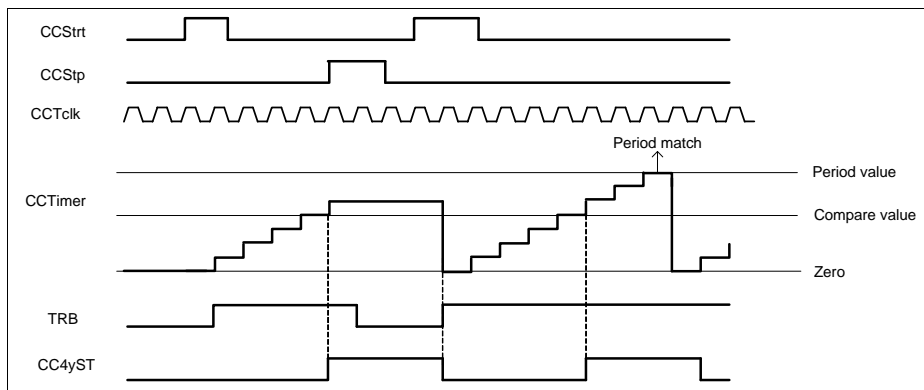 CCStrt
CCStp
CCTclk
Period match
Period value
CCTimer
Compare value
Zero
TRB
CC4yST